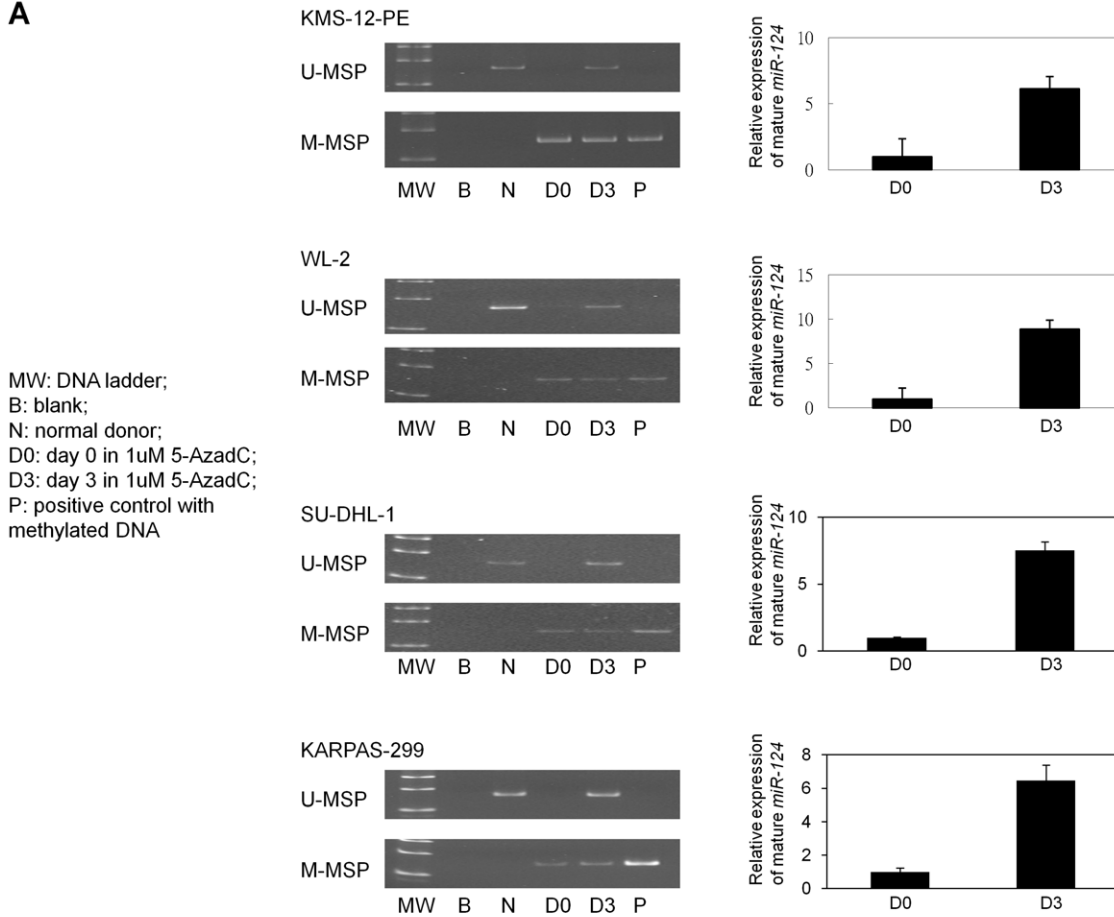 A
MW: DNA ladder;
B: blank;
N: normal donor;
D0: day 0 in 1uM 5-AzadC;
D3: day 3 in 1uM 5-AzadC;
P: positive control with
methylated DNA
KMS-12-PE
U-MSP
M-MSP
MW B N D0 D3 P
Relative expression
of mature miR-124
10
5
0
D0 D3
WL-2
U-MSP
M-MSP
MW B N D0 D3 P
Relative expression
of mature miR-124
15
10
5
0
D0 D3
SU-DHL-1
U-MSP
M-MSP
MW B N D0 D3 P
Relative expression
of mature miR-124
10
5
0
D0 D3
KARPAS-299
U-MSP
M-MSP
MW B N D0 D3 P
Relative expression
of mature miR-124
8
6
4
2
0
D0 D3